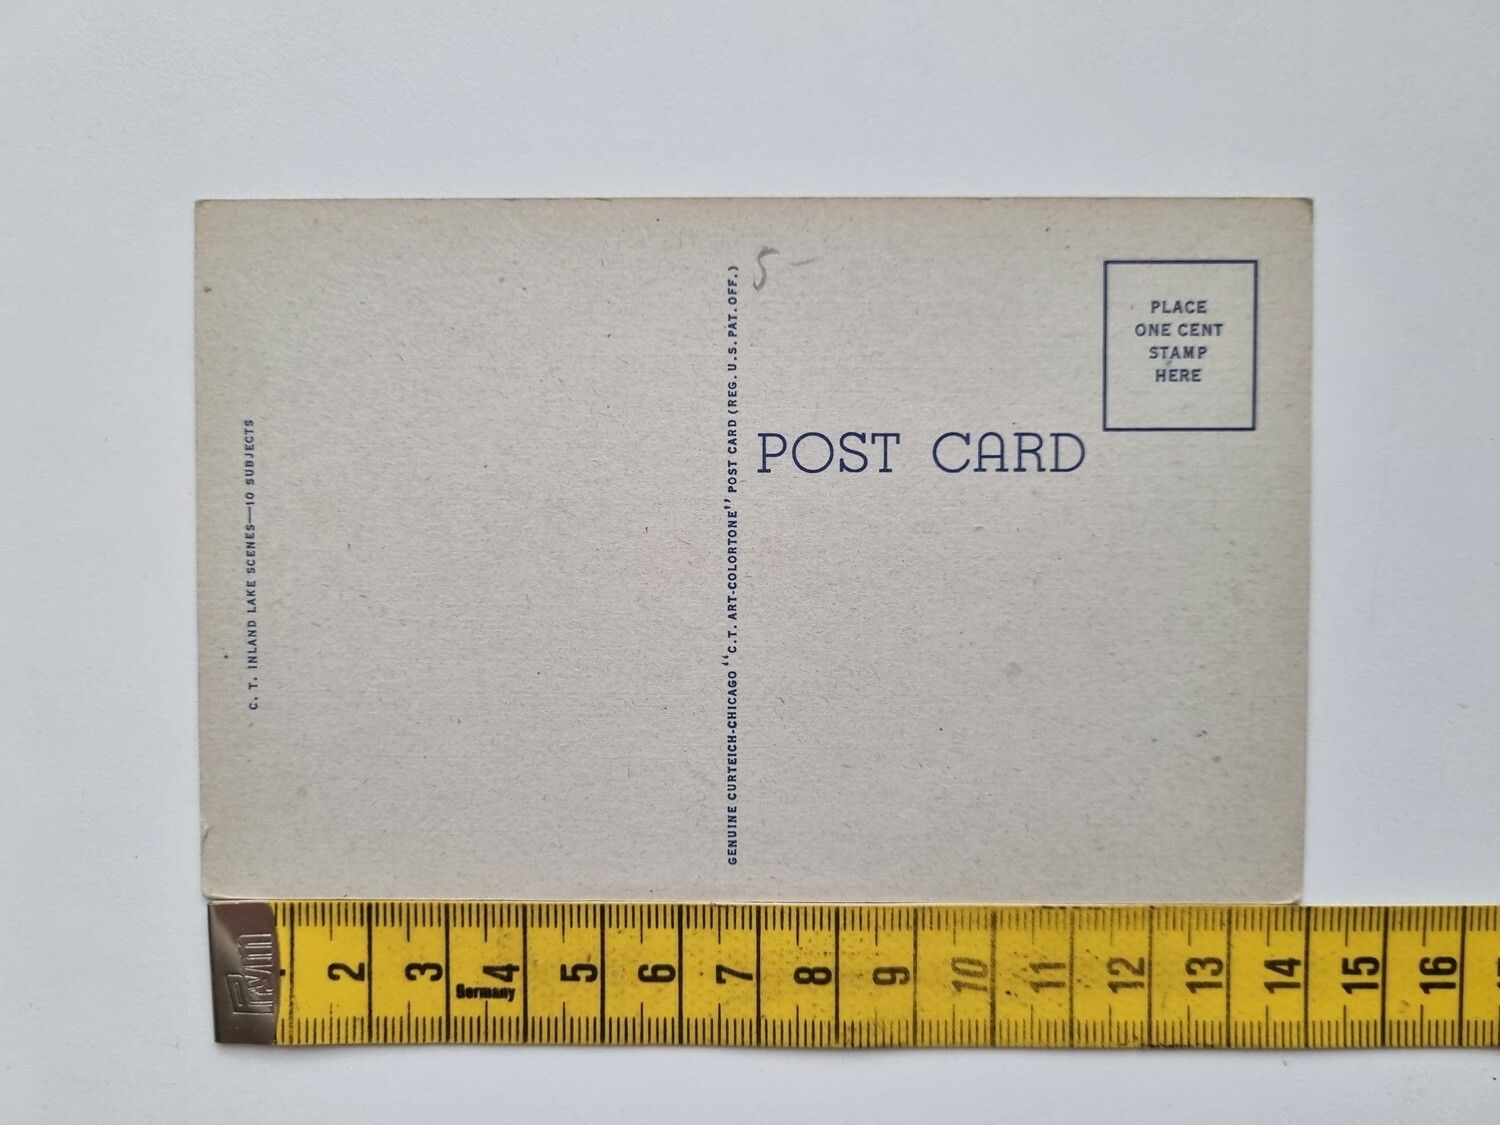 C. T. INLAND LAKE SCENES—10 SUBJECTS
GENUINE CURTEICH-CHICAGO "C.T. ART-COLORTONE" POST CARD (REG. U.S. PAT. OFF.)
5-
PLACE
ONE CENT
STAMP
HERE
POST CARD
2 3 4 5 6 7 8 9 10 11 12 13 14 15 16
Germany